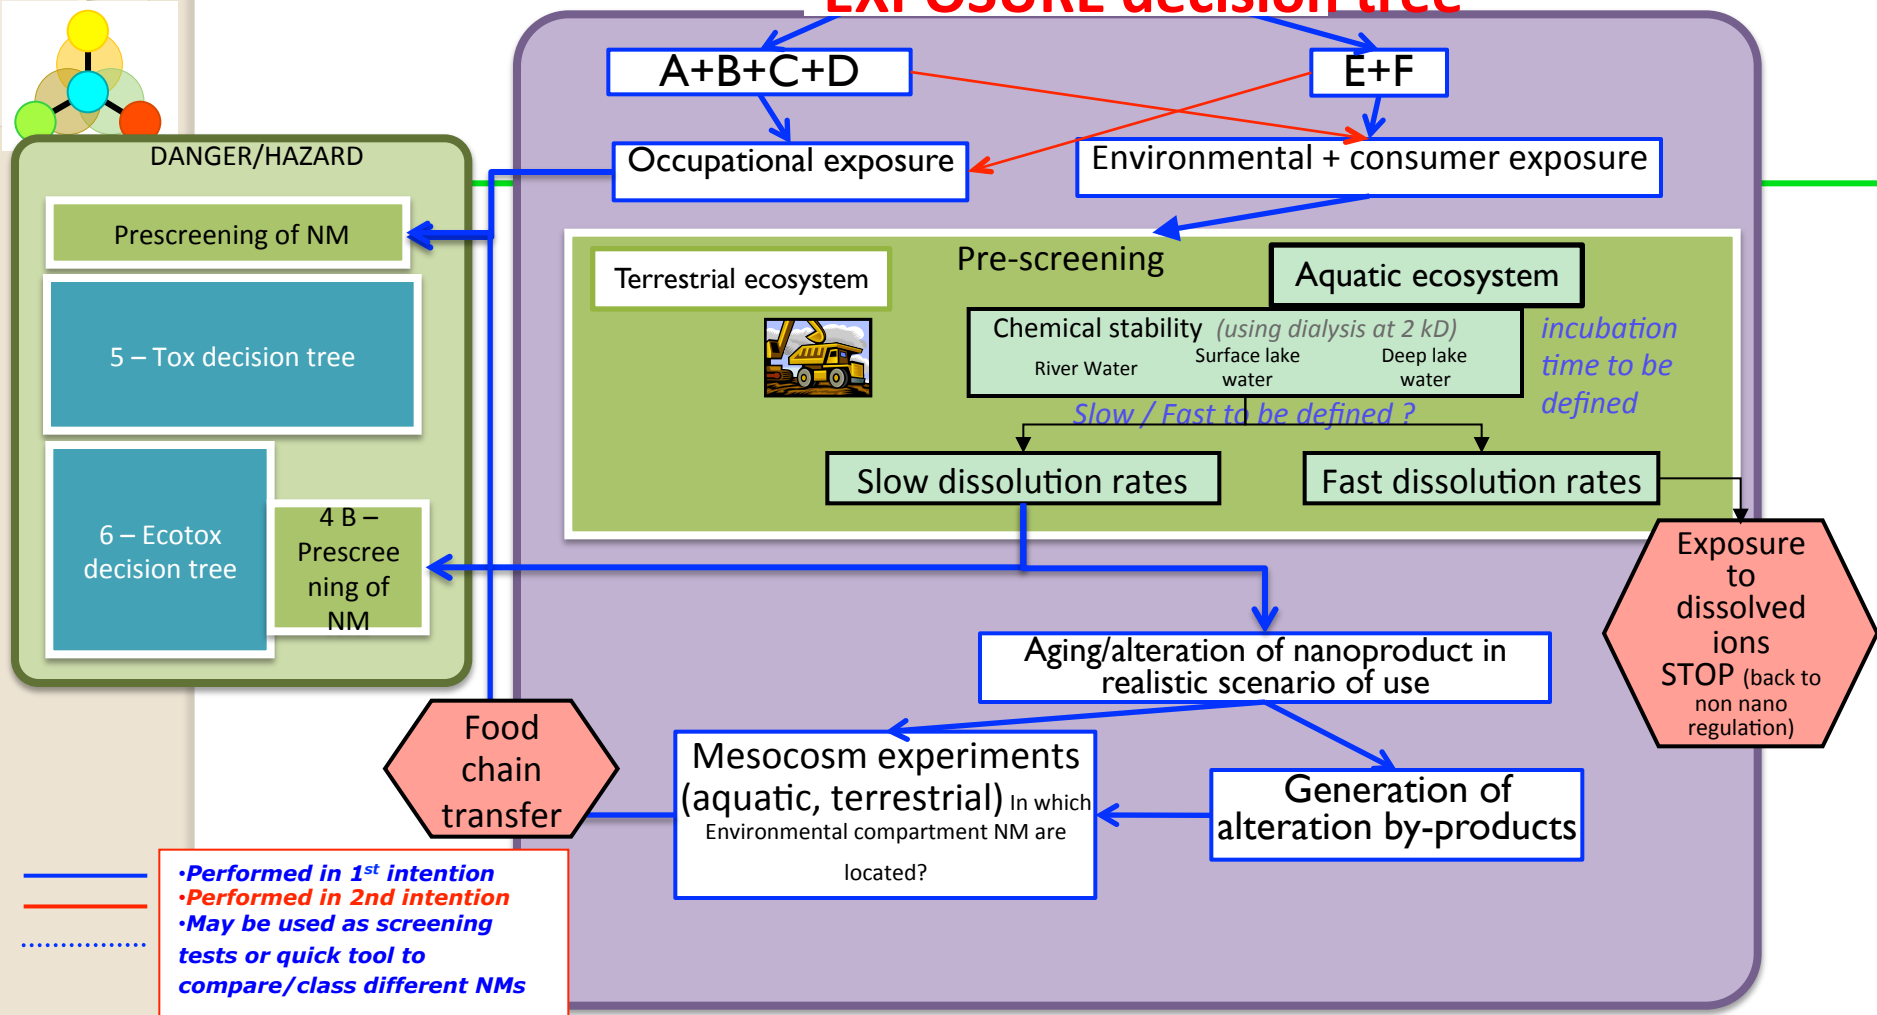 EXPOSURE decision tree
A+B+C+D
E+F
Occupational exposure
Environmental + consumer exposure
DANGER/HAZARD
Prescreening of NM
5 – Tox decision tree
6 – Ecotox
decision tree
4 B –
Prescree
ning of
NM
Pre-screening
Terrestrial ecosystem
Aquatic ecosystem
Chemical stability (using dialysis at 2 kD)
River Water
Surface lake
water
Deep lake
water
incubation
time to be
defined
Slow / Fast to be defined ?
Slow dissolution rates
Fast dissolution rates
Exposure
to
dissolved
ions
STOP (back to
non nano
regulation)
Aging/alteration of nanoproduct in
realistic scenario of use
Food
chain
transfer
Mesocosm experiments
(aquatic, terrestrial) In which
Environmental compartment NM are
located?
Generation of
alteration by-products
•Performed in 1st intention
•Performed in 2nd intention
•May be used as screening
tests or quick tool to
compare/class different NMs